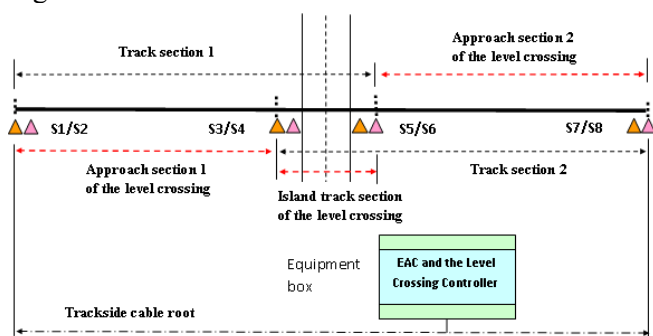 Track section 1
Approach section 2
of the level crossing
S1/S2
S3/S4
S5/S6
S7/S8
Approach section 1
of the level crossing
Island track section
of the level crossing
Track section 2
Equipment
box
EAC and the Level
Crossing Controller
Trackside cable root